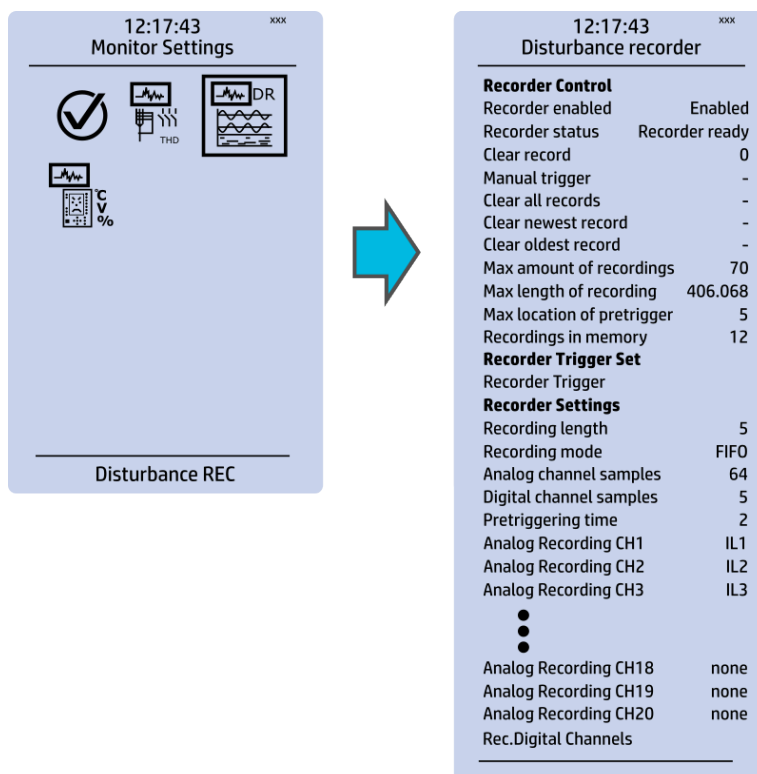 12:17:43 xxx
Monitor Settings
DR
THD
°C
V
%
Disturbance REC
12:17:43 xxx
Disturbance recorder
Recorder Control
Recorder enabled Enabled
Recorder status Recorder ready
Clear record 0
Manual trigger -
Clear all records -
Clear newest record -
Clear oldest record -
Max amount of recordings 70
Max length of recording 406.068
Max location of pretrigger 5
Recordings in memory 12
Recorder Trigger Set
Recorder Trigger
Recorder Settings
Recording length 5
Recording mode FIFO
Analog channel samples 64
Digital channel samples 5
Pretriggering time 2
Analog Recording CH1 IL1
Analog Recording CH2 IL2
Analog Recording CH3 IL3
Analog Recording CH18 none
Analog Recording CH19 none
Analog Recording CH20 none
Rec.Digital Channels